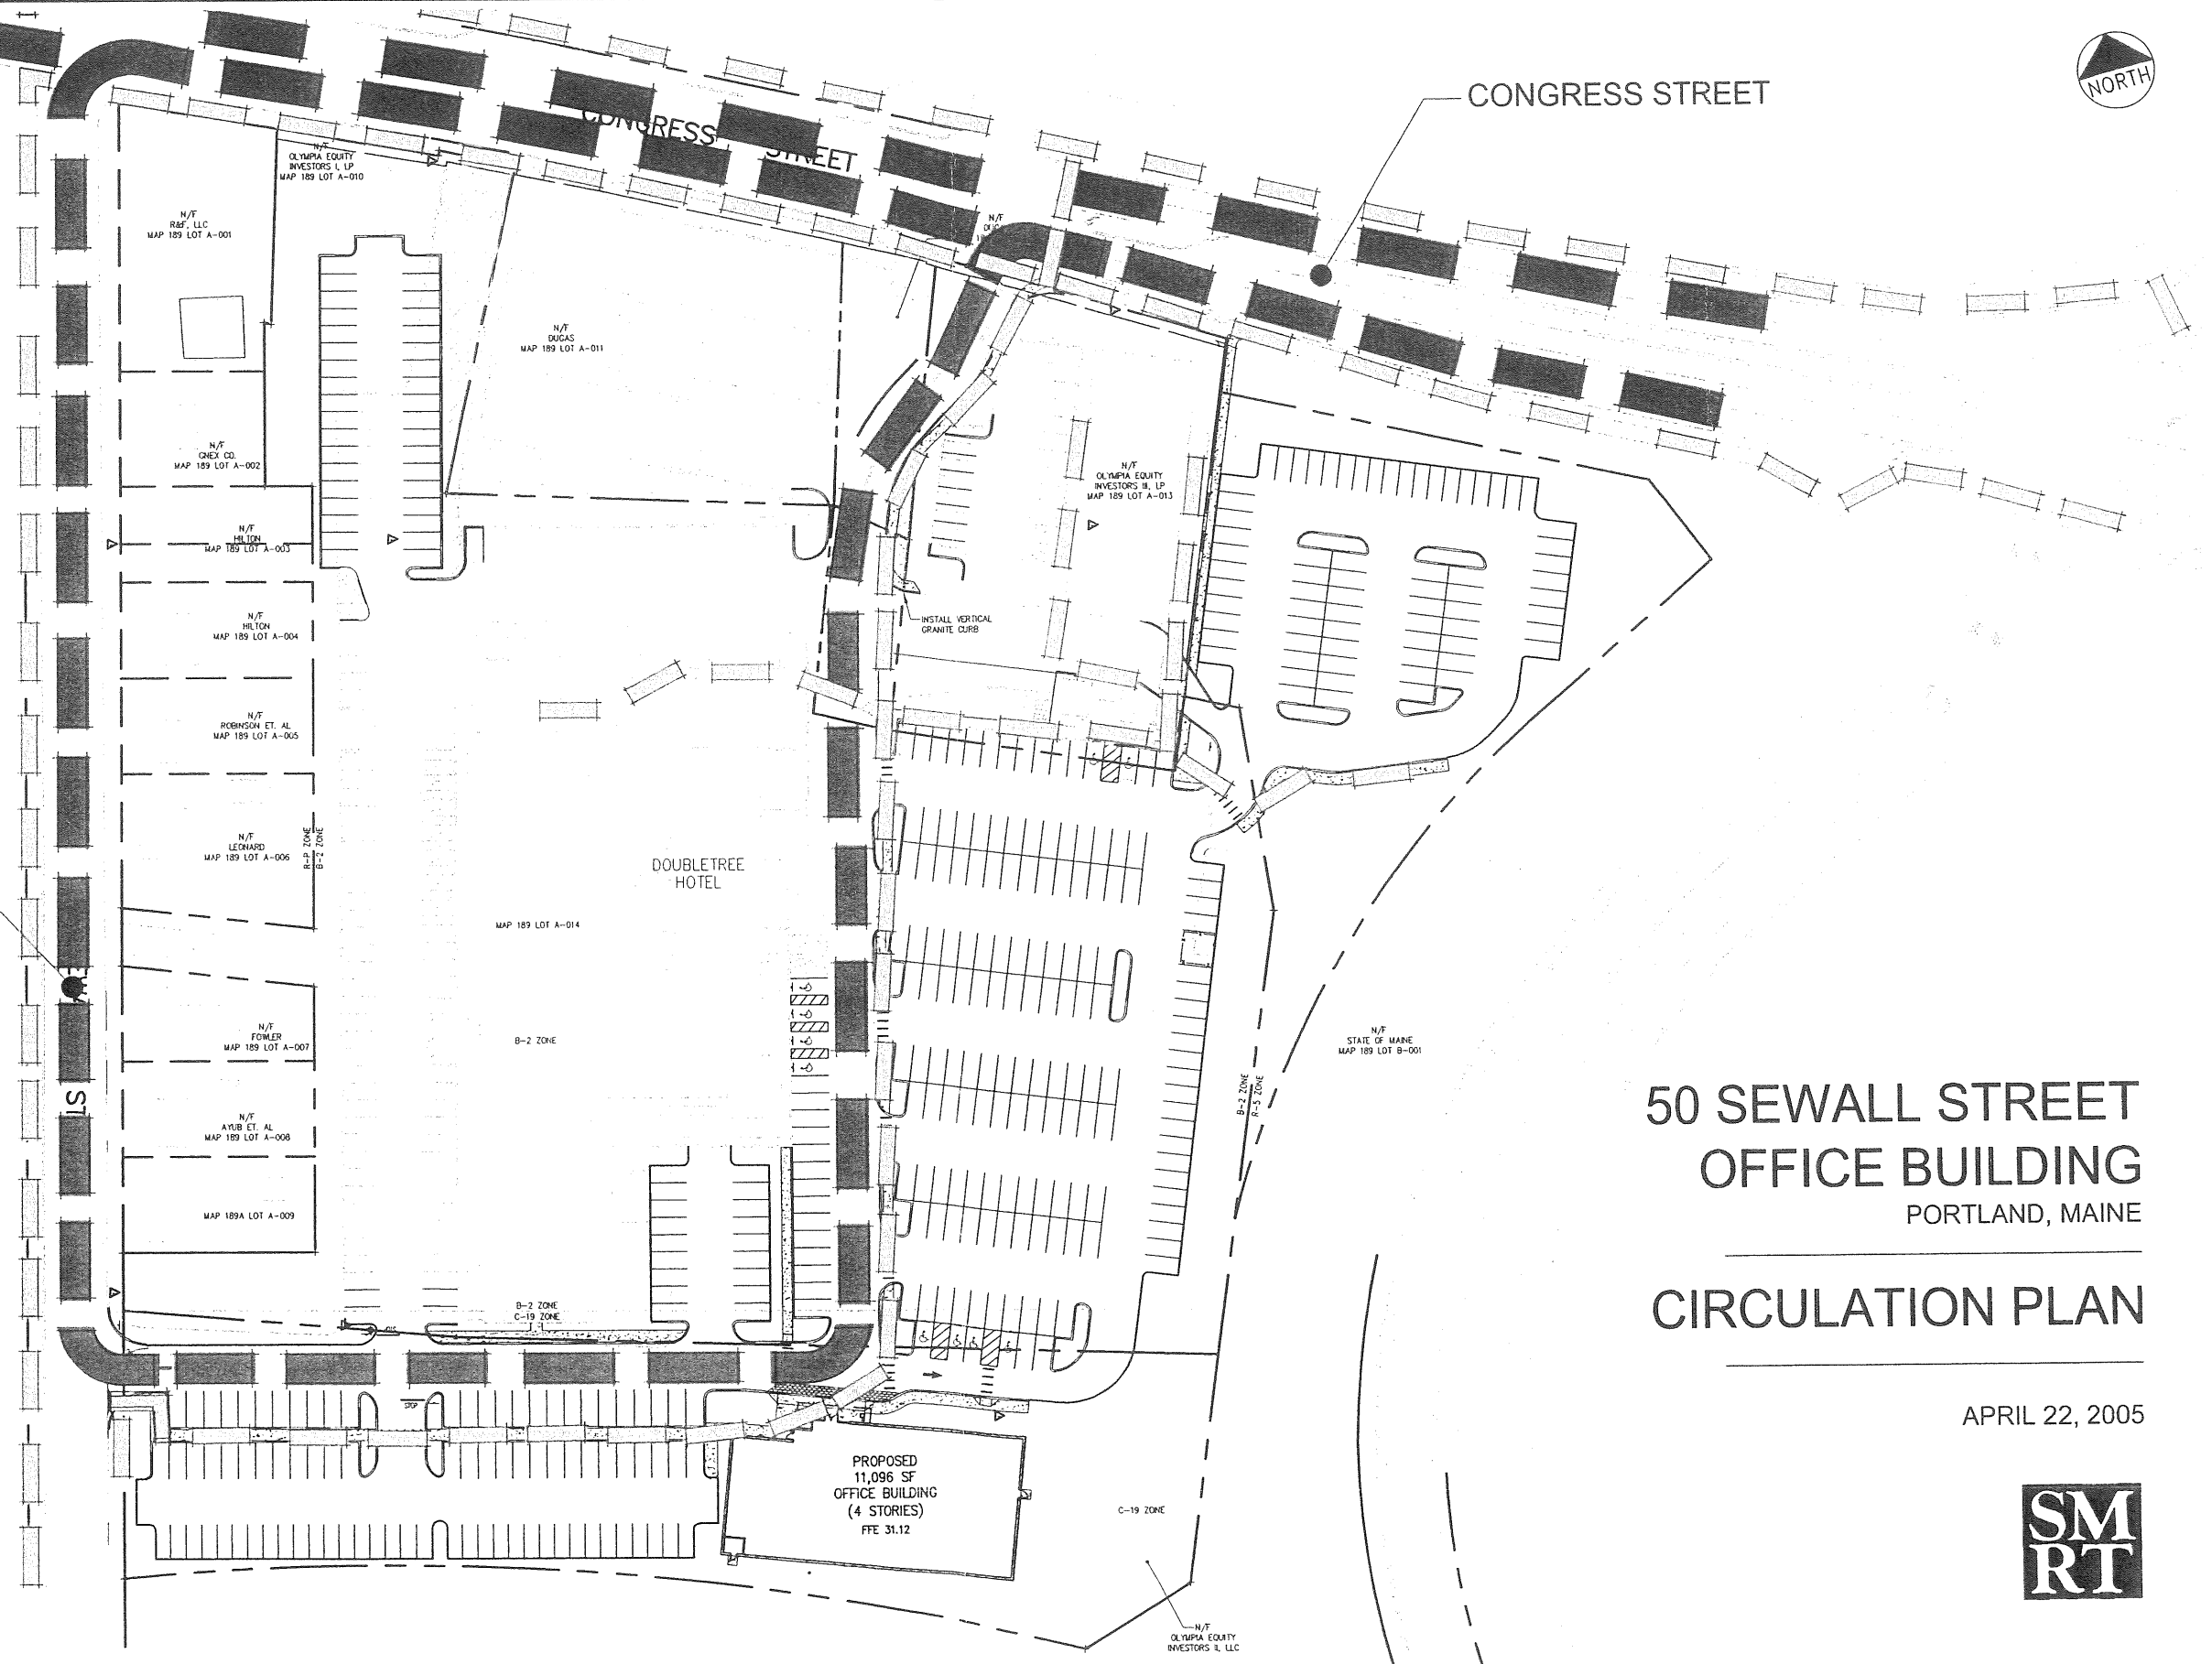 CONGRESS STREET
NORTH
CONGRESS STREET
N/F
OLYMPIA EQUITY
INVESTORS I, LP
MAP 189 LOT A-010
N/F
R&F, LLC
MAP 189 LOT A-001
N/F
N/F
DUGAS
MAP 189 LOT A-011
N/F
GNEX CO.
MAP 189 LOT A-002
N/F
OLYMPIA EQUITY
INVESTORS III, LP
MAP 189 LOT A-013
N/F
HILTON
MAP 189 LOT A-003
N/F
HILTON
MAP 189 LOT A-004
INSTALL VERTICAL
GRANITE CURB
N/F
ROBINSON ET. AL
MAP 189 LOT A-005
N/F
LEONARD
MAP 189 LOT A-006
R-P ZONE
B-2 ZONE
DOUBLETREE
HOTEL
MAP 189 LOT A-014
B-2 ZONE
N/F
FOWLER
MAP 189 LOT A-007
N/F
STATE OF MAINE
MAP 189 LOT B-001
B-2 ZONE
R-5 ZONE
ST
N/F
AYUB ET. AL
MAP 189 LOT A-008
MAP 189A LOT A-009
B-2 ZONE
C-19 ZONE
STOP
PROPOSED
11,096 SF
OFFICE BUILDING
(4 STORIES)
FFE 31.12
C-19 ZONE
N/F
OLYMPIA EQUITY
INVESTORS II, LLC
50 SEWALL STREET
OFFICE BUILDING
PORTLAND, MAINE
CIRCULATION PLAN
APRIL 22, 2005
SM
RT